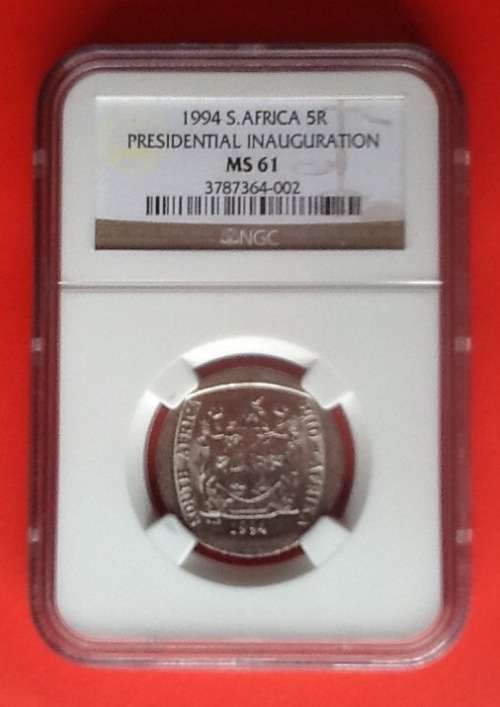 1994 S.AFRICA 5R
PRESIDENTIAL INAUGURATION
MS 61
3787364-002
NGC
SOUTH AFRICA
SUID-AFRIKA
1994